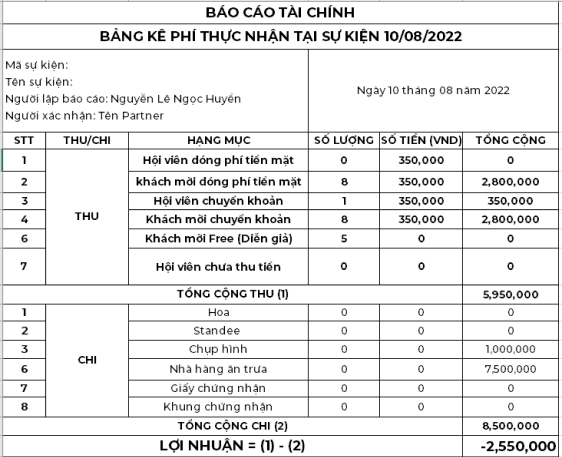 BÁO CÁO TÀI CHÍNH
BẢNG KÊ PHÍ THỰC NHẬN TẠI SỰ KIỆN 10/08/2022
Mã sự kiện:
Tên sự kiện:
Người lập báo cáo: Nguyễn Lê Ngọc Huyền
Người xác nhận: Tên Partner
Ngày 10 tháng 08 năm 2022
STT THU/CHI HẠNG MỤC SỐ LƯỢNG SỐ TIỀN (VND) TỔNG CỘNG
THU
1 Hội viên đóng phí tiền mặt 0 350,000 0
2 khách mời đóng phí tiền mặt 8 350,000 2,800,000
3 Hội viên chuyển khoản 1 350,000 350,000
4 Khách mời chuyển khoản 8 350,000 2,800,000
6 Khách mời Free (Diễn giả) 5 0 0
7 Hội viên chưa thu tiền 0 0 0
TỔNG CỘNG THU (1) 5,950,000
CHI
1 Hoa 0 0 0
2 Standee 0 0 0
3 Chụp hình 0 0 1,000,000
6 Nhà hàng ăn trưa 0 0 7,500,000
7 Giấy chứng nhận 0 0 0
8 Khung chứng nhận 0 0 0
TỔNG CỘNG CHI (2) 8,500,000
LỢI NHUẬN = (1) - (2) -2,550,000